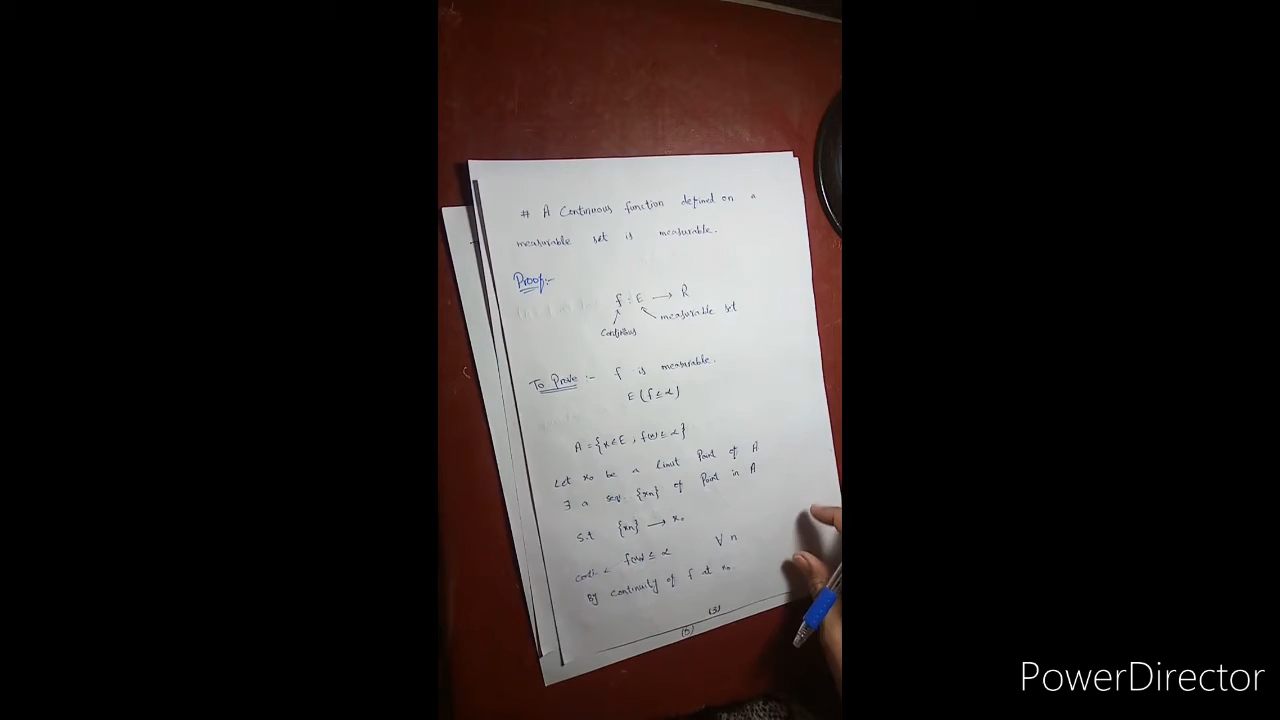 # A Continuous function defined on a
measurable set is measurable.
Proof:-
f : E → R
Continuous
measurable set
To Prove :- f is measurable.
E (f ≤ α)
A = {x ∈ E , f(x) ≤ α}
Let x₀ be a Limit Point of A
∃ a seq. {xn} of Point in A
S.t {xn} → x₀
f(xn) ≤ α ∀ n
By continuity of f at x₀.
PowerDirector